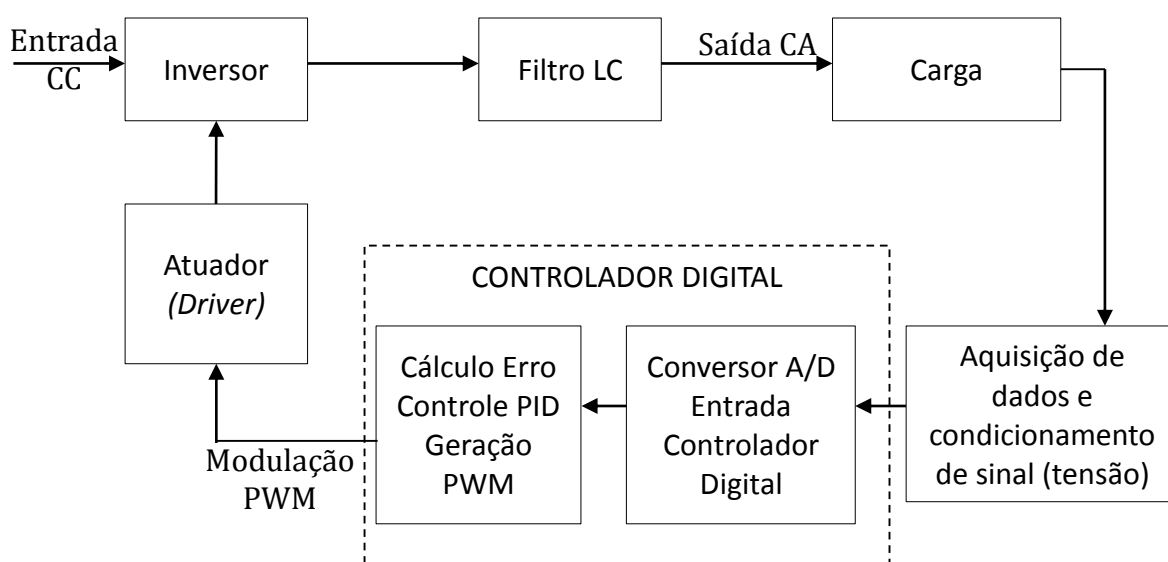 Entrada
CC
Inversor
Filtro LC
Saída CA
Carga
Atuador
(Driver)
CONTROLADOR DIGITAL
Cálculo Erro
Controle PID
Geração
PWM
Conversor A/D
Entrada
Controlador
Digital
Aquisição de
dados e
condicionamento
de sinal (tensão)
Modulação
PWM